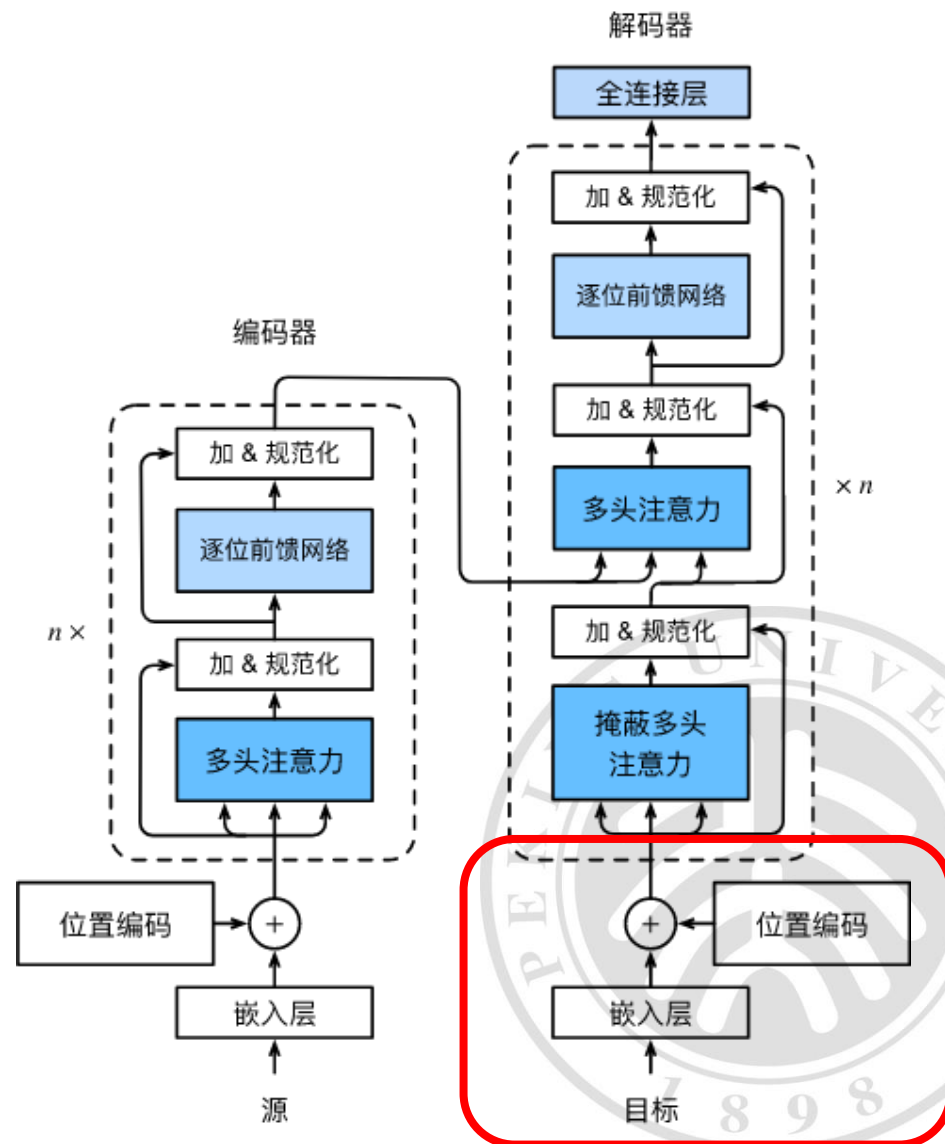 解码器
全连接层
加 & 规范化
逐位前馈网络
加 & 规范化
多头注意力
× n
加 & 规范化
掩蔽多头
注意力
位置编码
+
嵌入层
目标
编码器
加 & 规范化
逐位前馈网络
n ×
加 & 规范化
多头注意力
位置编码
+
嵌入层
源
PEKING UNIVE
1898